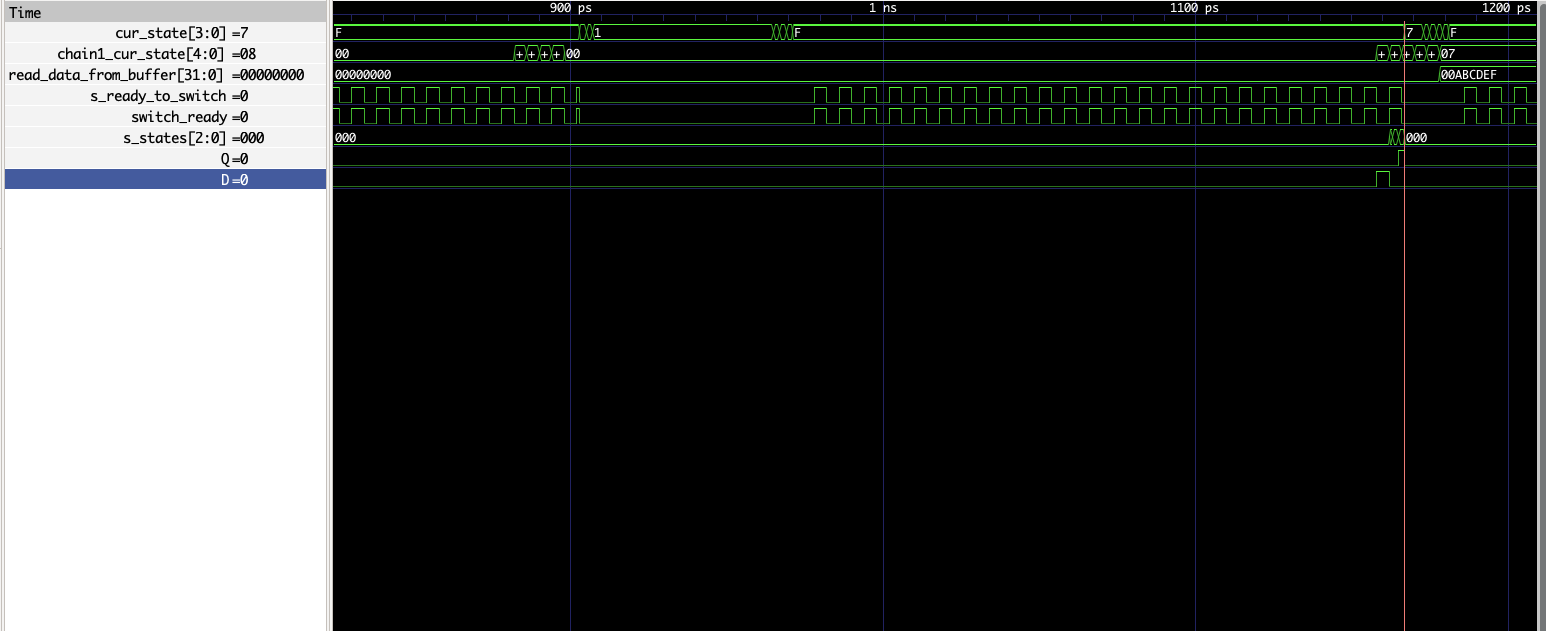 Time 900 ps 1 ns 1100 ps 1200 ps
cur_state[3:0] =7 F 1 F 7 F
chain1_cur_state[4:0] =08 00 + + + + 00 + + + + + 07
read_data_from_buffer[31:0] =00000000 00000000 00ABCDEF
s_ready_to_switch =0
switch_ready =0
s_states[2:0] =000 000 000
Q =0
D =0